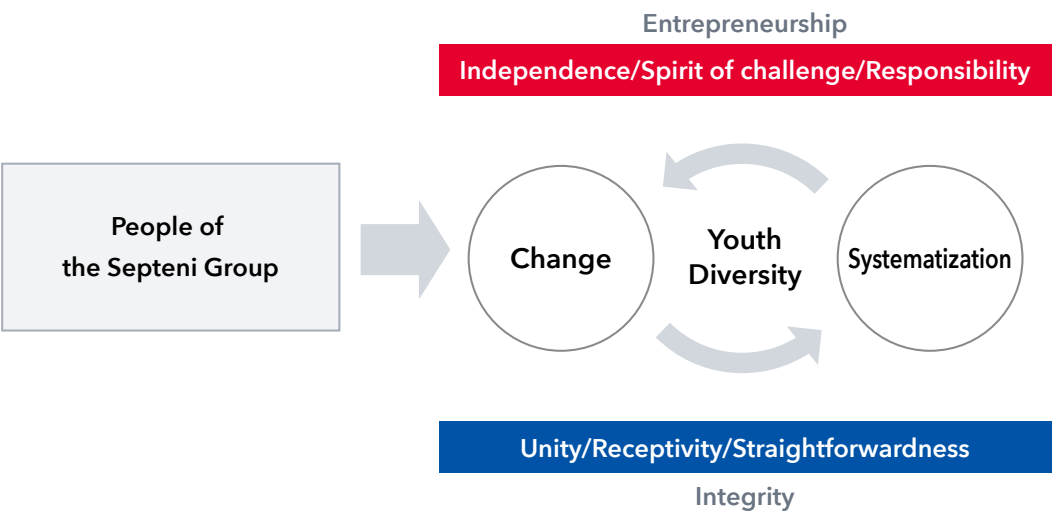 Entrepreneurship
Independence/Spirit of challenge/Responsibility
People of
the Septeni Group
Change
Youth
Diversity
Systematization
Unity/Receptivity/Straightforwardness
Integrity